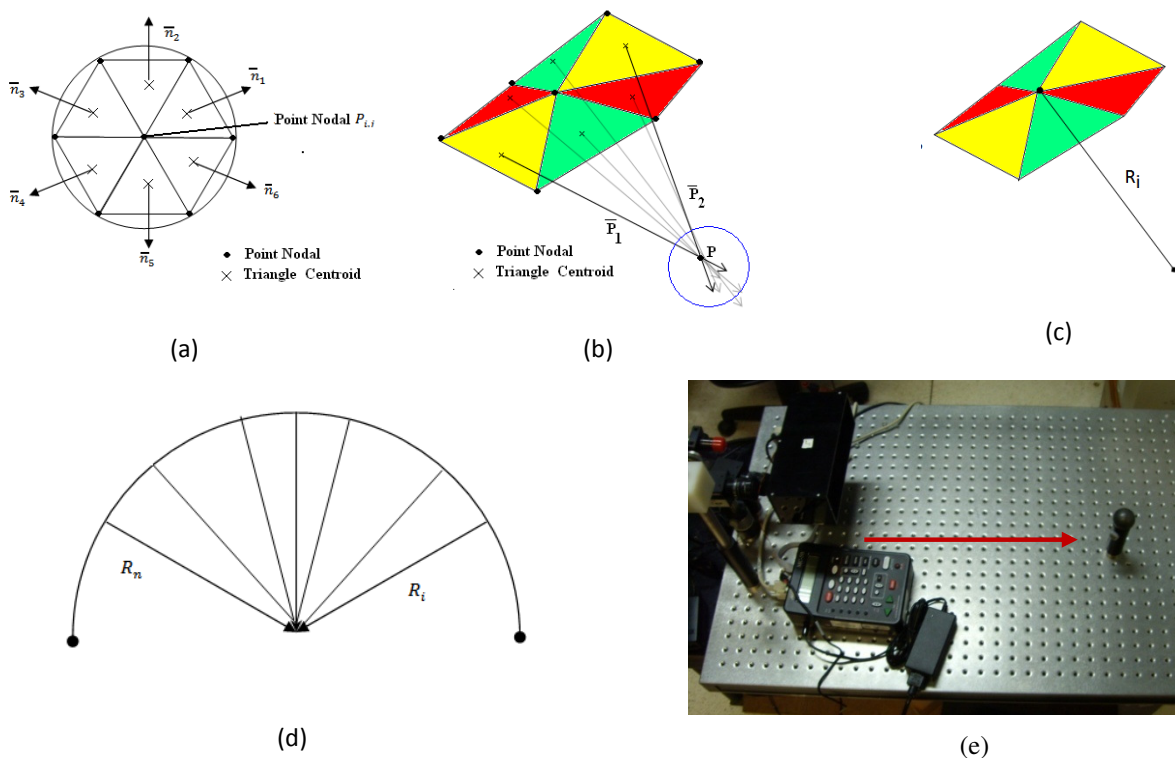 n̅₂
n̅₃
n̅₁
Point Nodal Pᵢ.ᵢ
n̅₄
n̅₆
n̅₅
● Point Nodal
× Triangle Centroid
(a)
P̅₂
P̅₁
P
● Point Nodal
× Triangle Centroid
(b)
Rᵢ
(c)
Rₙ
Rᵢ
(d)
(e)